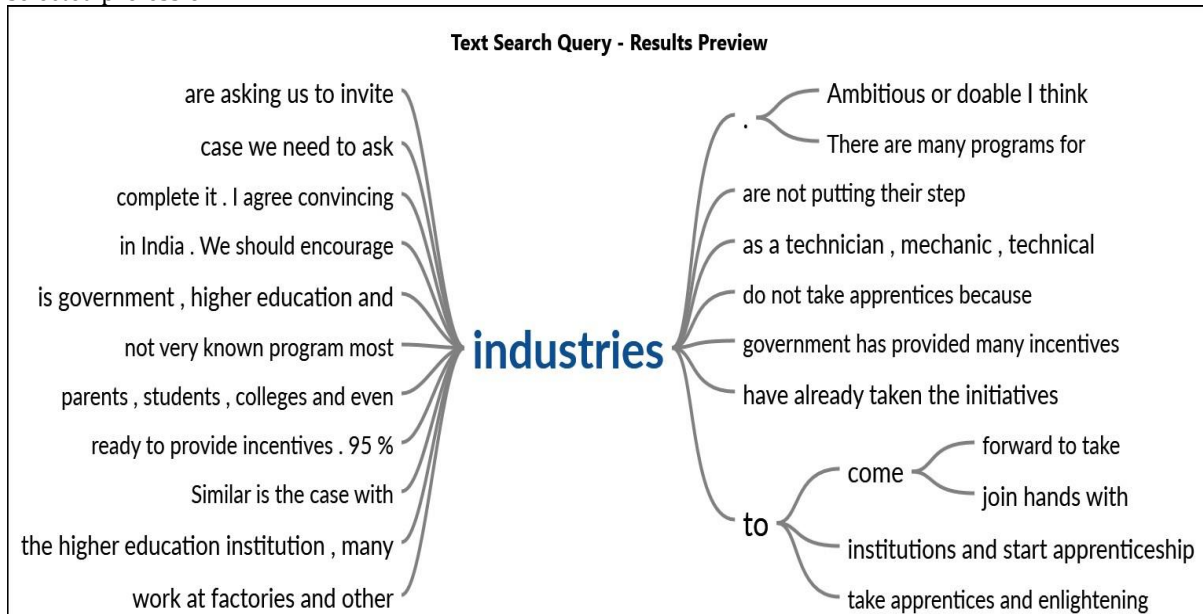 Text Search Query - Results Preview
are asking us to invite
case we need to ask
complete it . I agree convincing
in India . We should encourage
is government , higher education and
not very known program most
parents , students , colleges and even
ready to provide incentives . 95 %
Similar is the case with
the higher education institution , many
work at factories and other
industries
.
Ambitious or doable I think
There are many programs for
are not putting their step
as a technician , mechanic , technical
do not take apprentices because
government has provided many incentives
have already taken the initiatives
to
come
forward to take
join hands with
institutions and start apprenticeship
take apprentices and enlightening